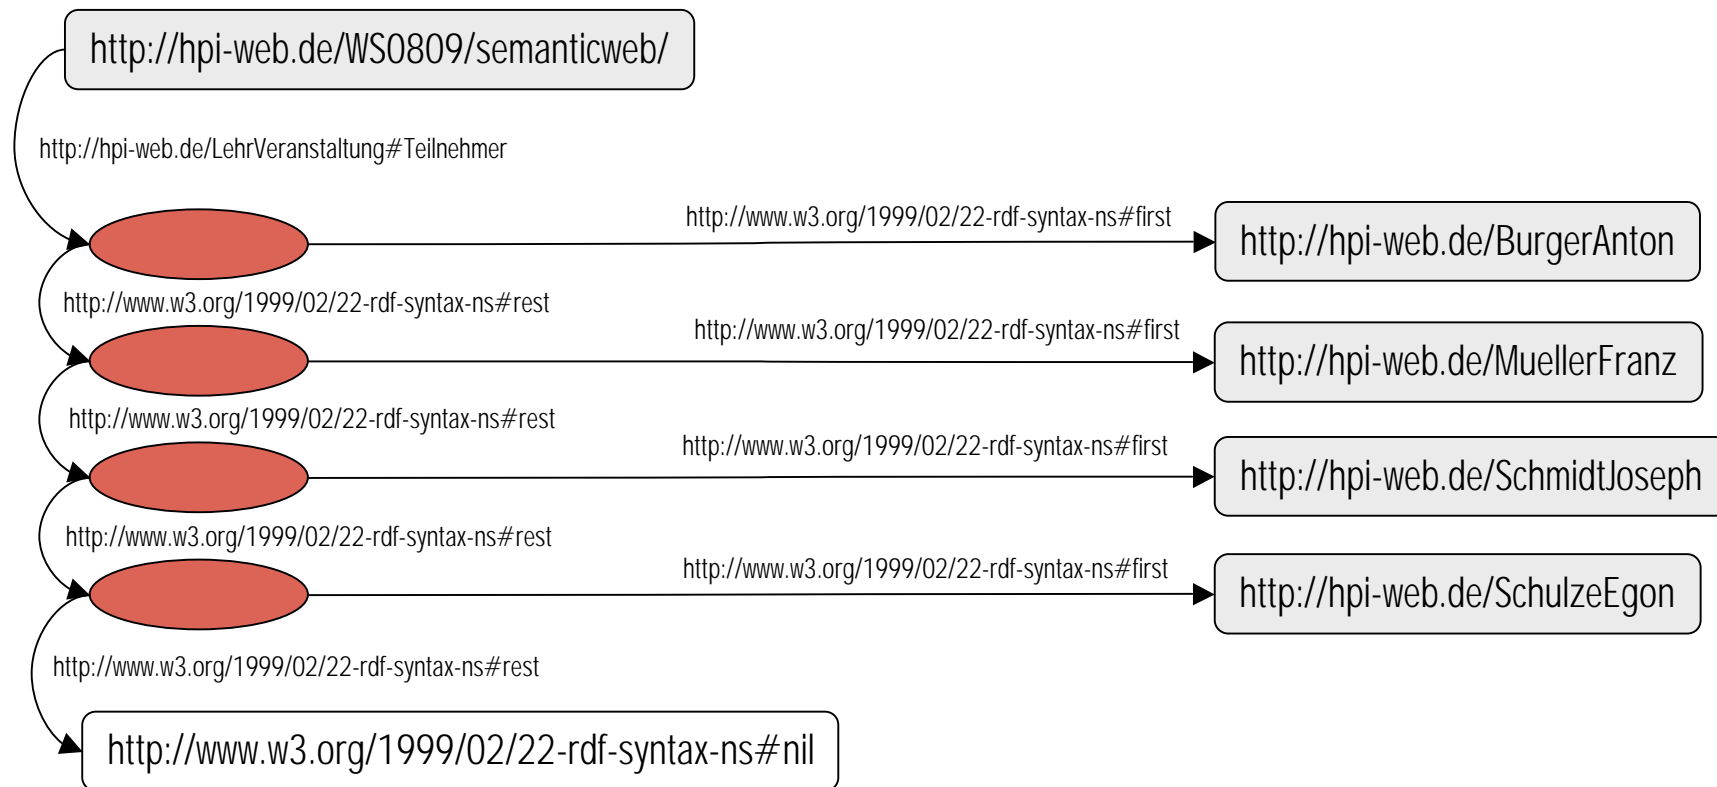 http://hpi-web.de/WS0809/semanticweb/
http://hpi-web.de/LehrVeranstaltung#Teilnehmer
http://www.w3.org/1999/02/22-rdf-syntax-ns#first
http://hpi-web.de/BurgerAnton
http://www.w3.org/1999/02/22-rdf-syntax-ns#rest
http://www.w3.org/1999/02/22-rdf-syntax-ns#first
http://hpi-web.de/MuellerFranz
http://www.w3.org/1999/02/22-rdf-syntax-ns#rest
http://www.w3.org/1999/02/22-rdf-syntax-ns#first
http://hpi-web.de/SchmidtJoseph
http://www.w3.org/1999/02/22-rdf-syntax-ns#rest
http://www.w3.org/1999/02/22-rdf-syntax-ns#first
http://hpi-web.de/SchulzeEgon
http://www.w3.org/1999/02/22-rdf-syntax-ns#rest
http://www.w3.org/1999/02/22-rdf-syntax-ns#nil